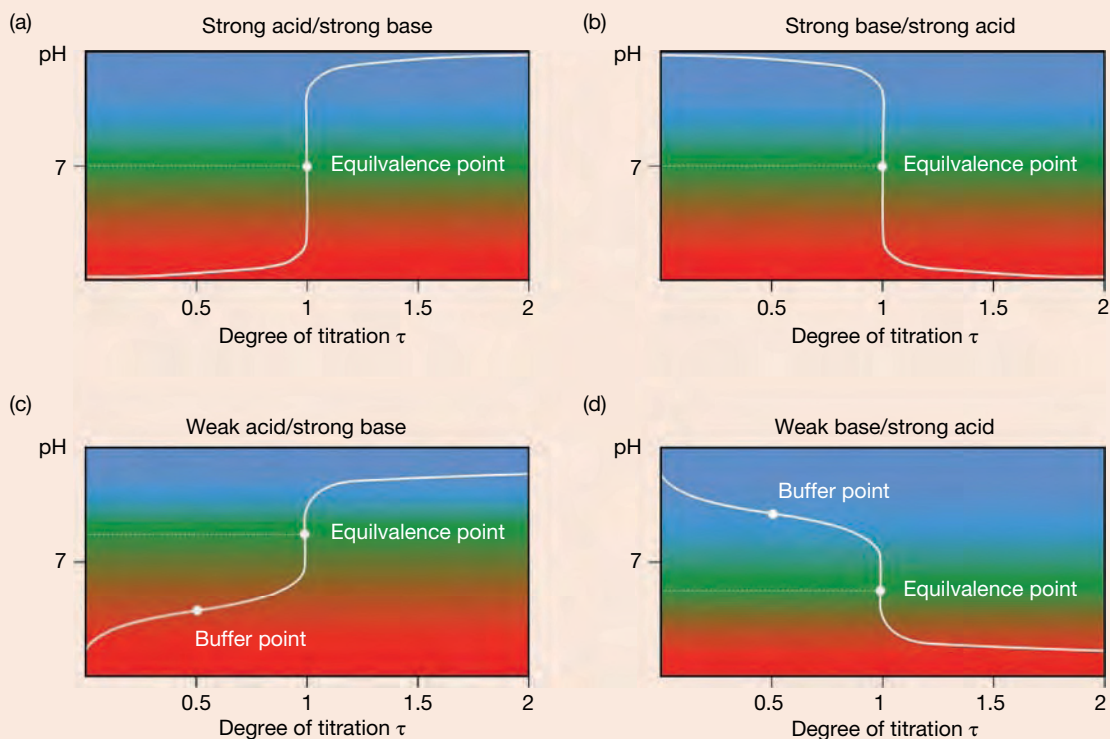 (a)
Strong acid/strong base
pH
7
Equilvalence point
0.5 1 1.5 2
Degree of titration τ
(b)
Strong base/strong acid
pH
7
Equilvalence point
0.5 1 1.5 2
Degree of titration τ
(c)
Weak acid/strong base
pH
Equilvalence point
7
Buffer point
0.5 1 1.5 2
Degree of titration τ
(d)
Weak base/strong acid
pH
Buffer point
7
Equilvalence point
0.5 1 1.5 2
Degree of titration τ